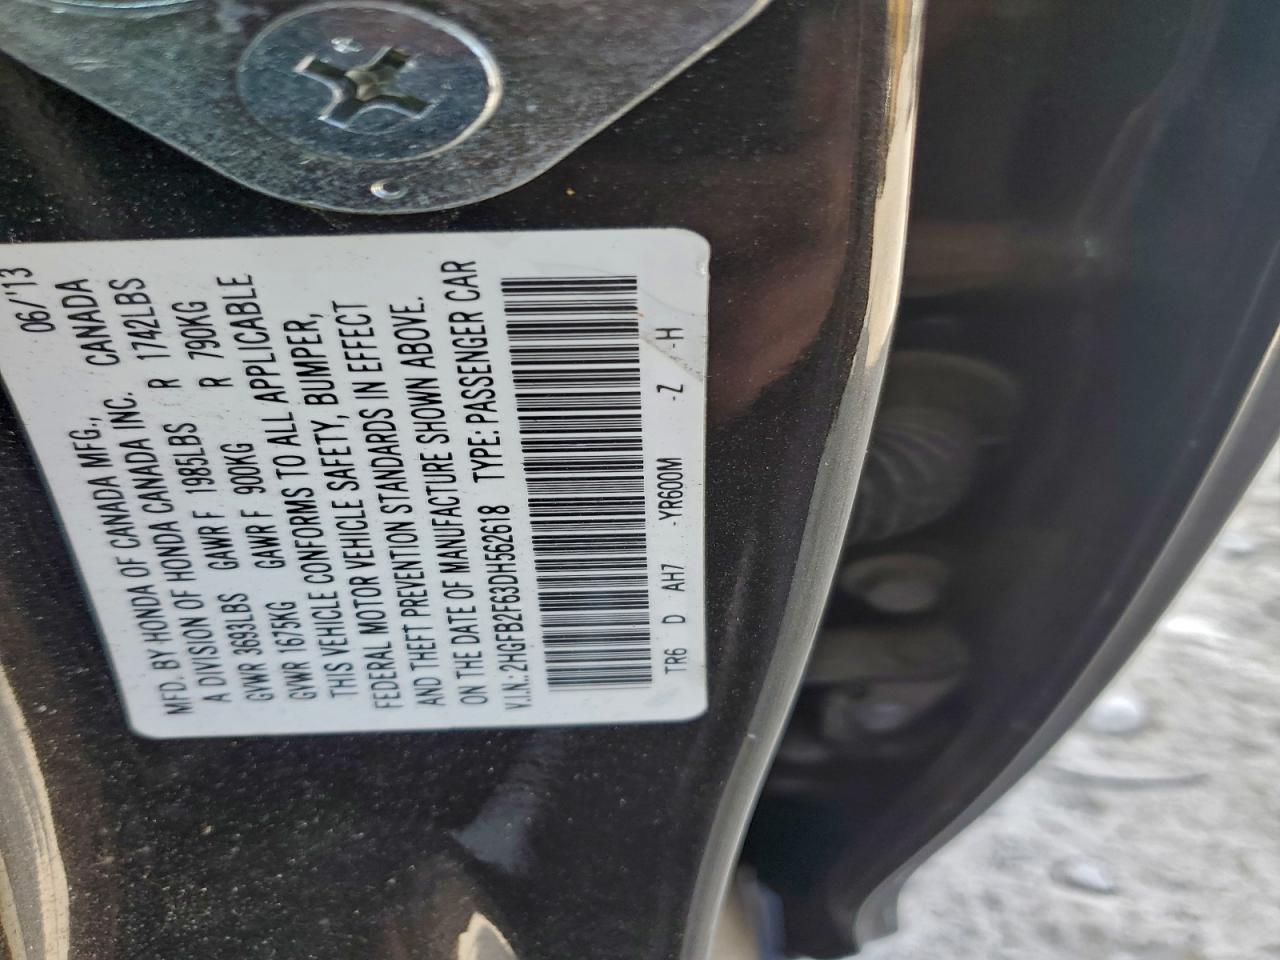 MFD. BY HONDA OF CANADA MFG., CANADA 06/'13
A DIVISION OF HONDA CANADA INC.
GVWR 3693LBS GAWR F 1985LBS R 1742LBS
GVWR 1675KG GAWR F 900KG R 790KG
THIS VEHICLE CONFORMS TO ALL APPLICABLE
FEDERAL MOTOR VEHICLE SAFETY, BUMPER,
AND THEFT PREVENTION STANDARDS IN EFFECT
ON THE DATE OF MANUFACTURE SHOWN ABOVE.
V.I.N.: 2HGFB2F63DH562618 TYPE: PASSENGER CAR
TR6 D AH7 -YR600M -Z -H